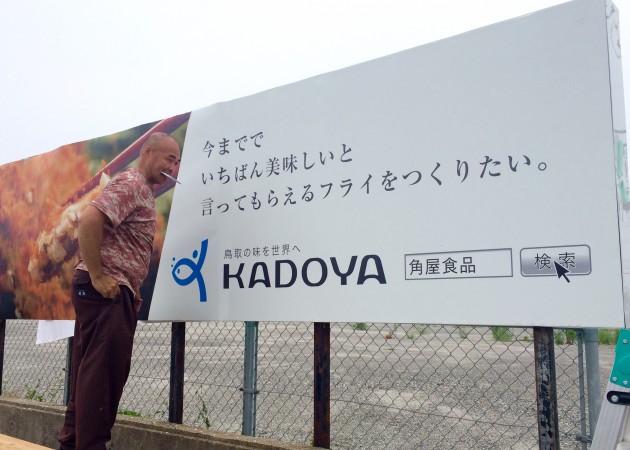 今までで
いちばん美味しいと
言ってもらえるフライをつくりたい。
鳥取の味を世界へ
KADOYA
角屋食品
検索